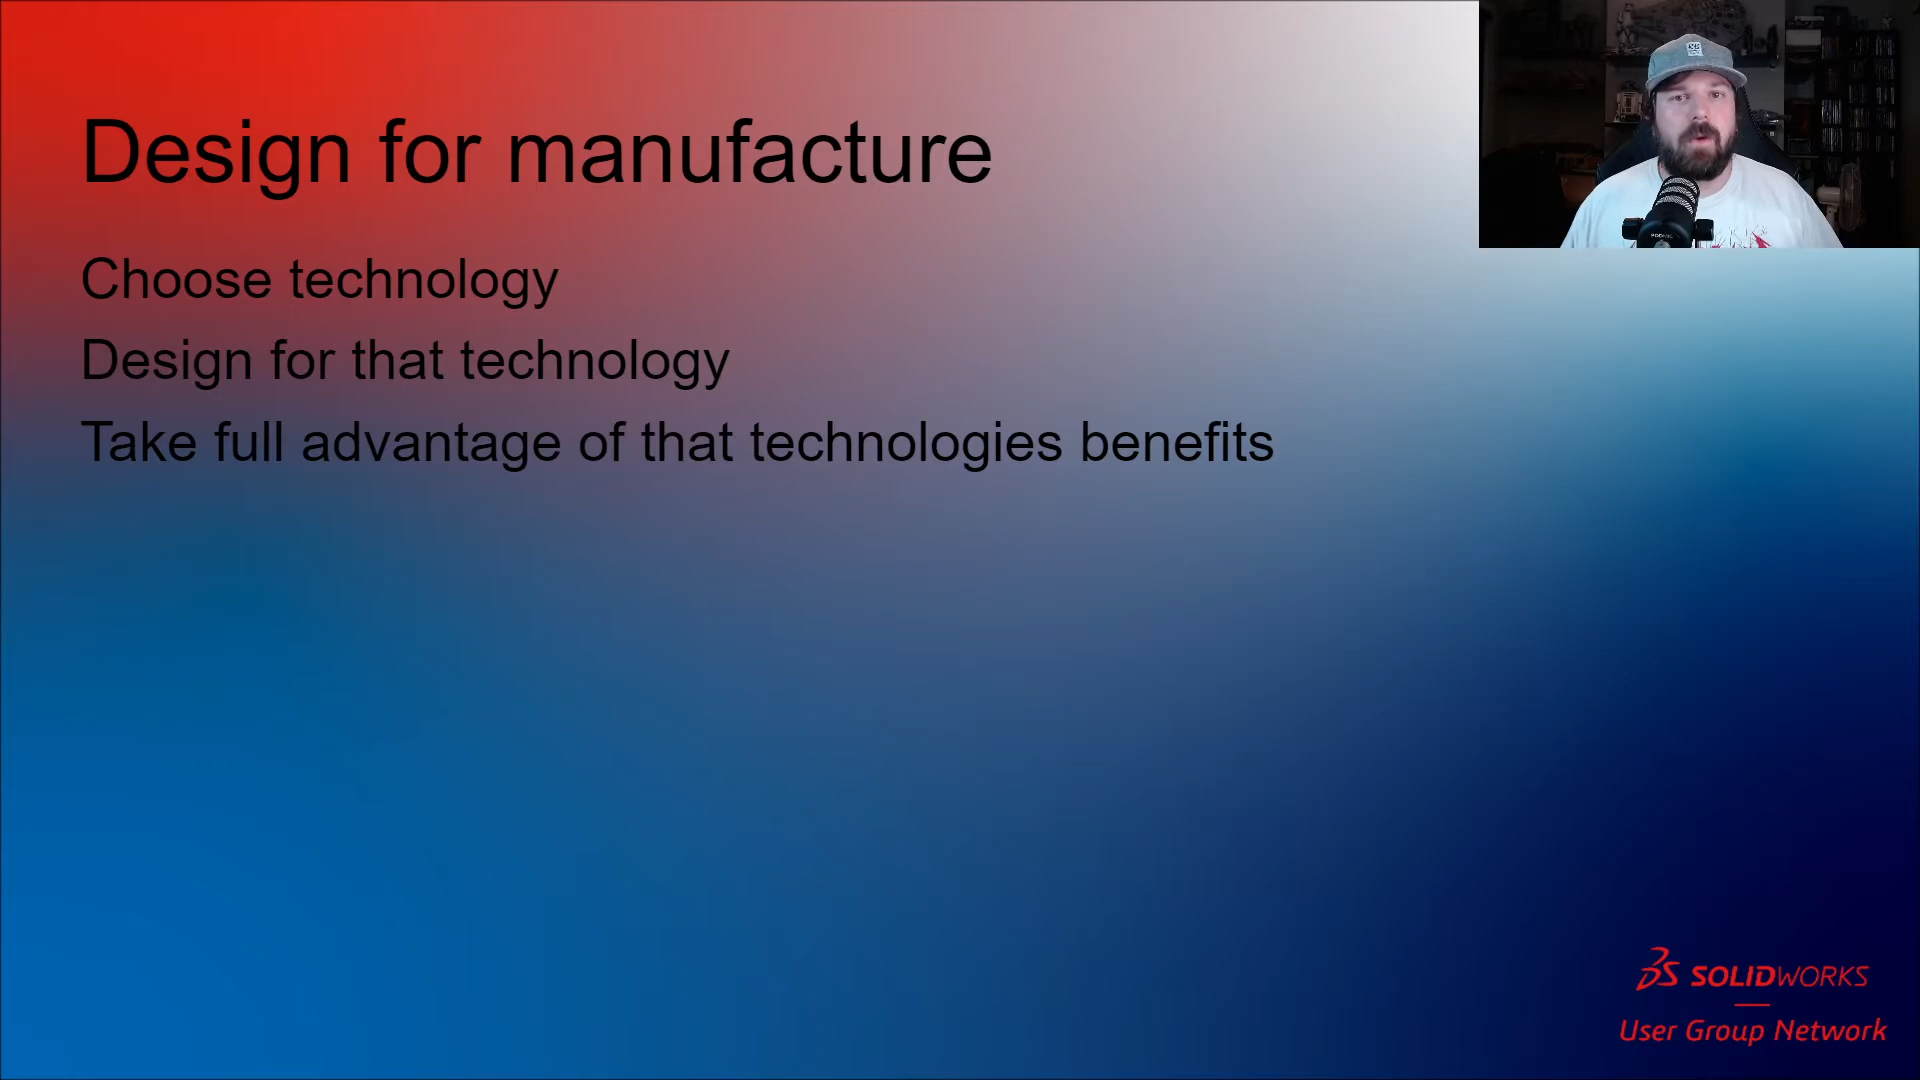 Design for manufacture
Choose technology
Design for that technology
Take full advantage of that technologies benefits
SOLIDWORKS
User Group Network